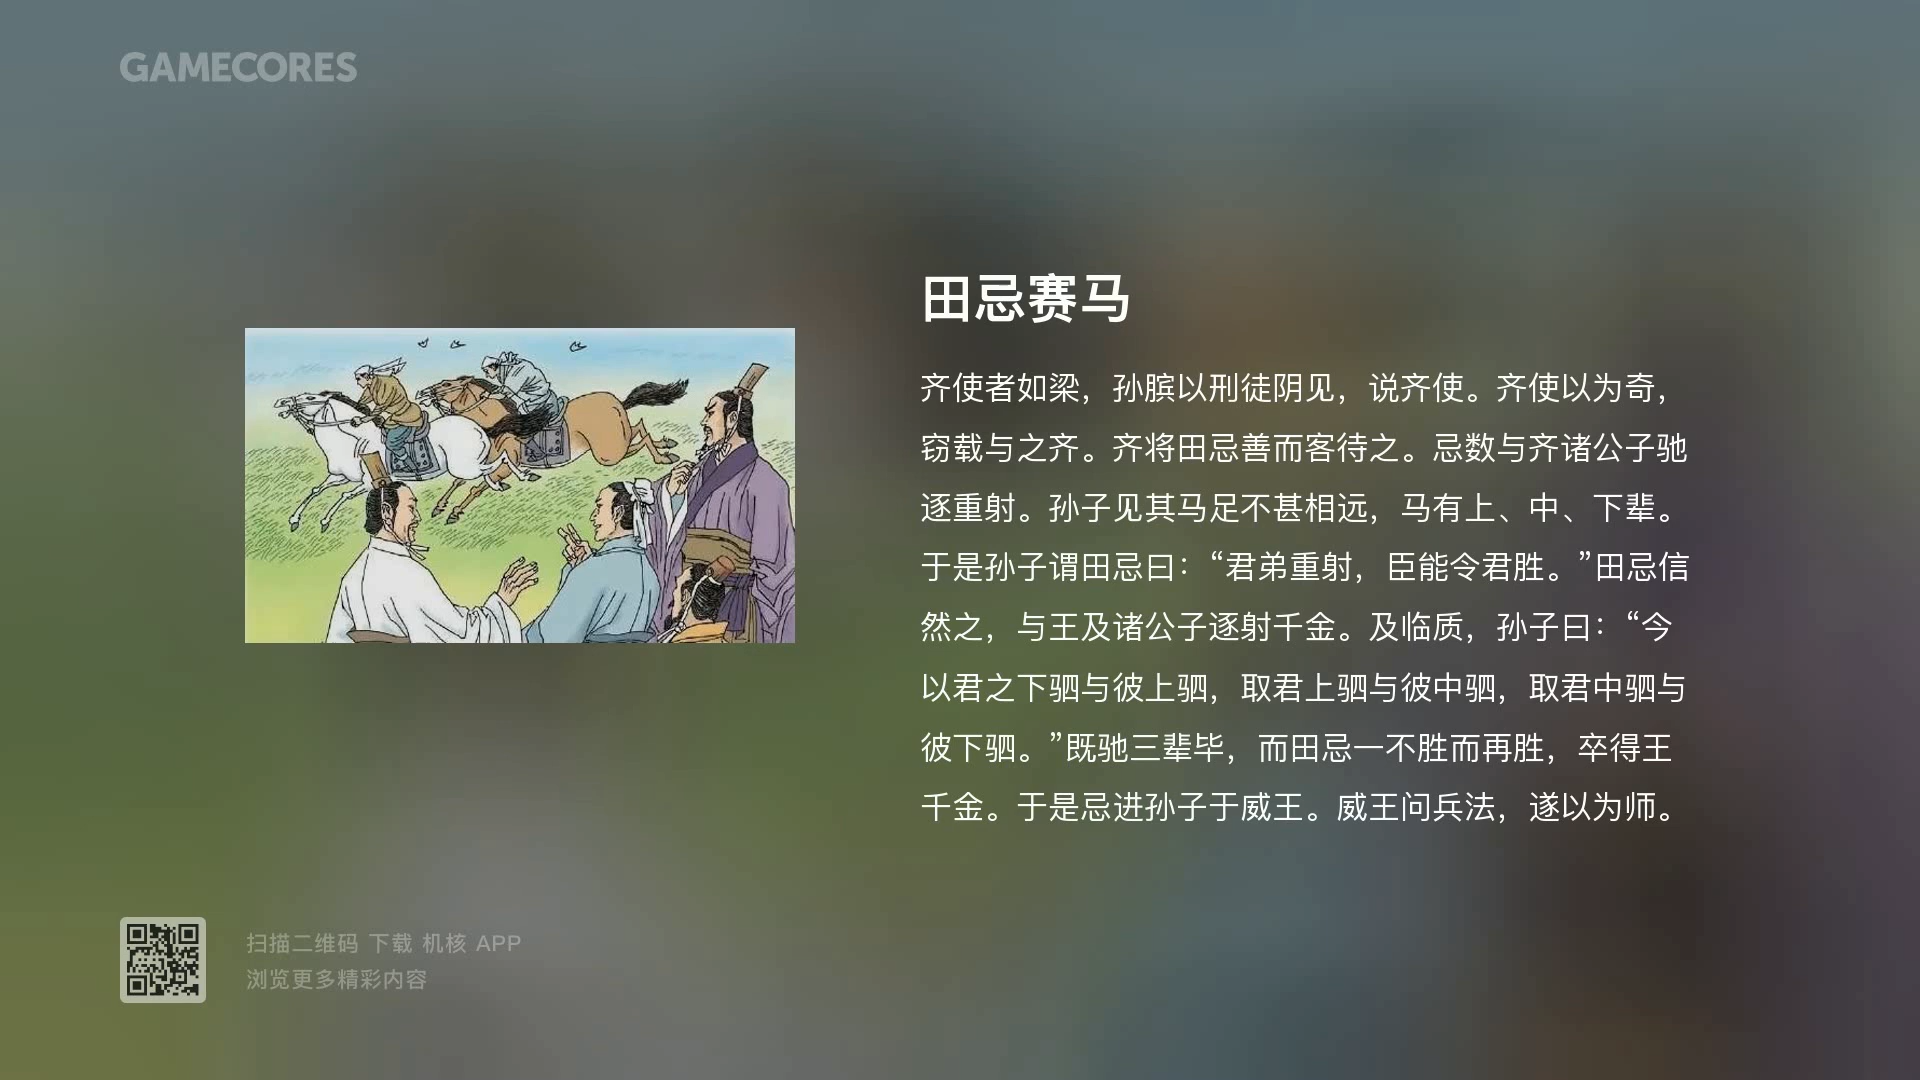 GAMECORES
田忌赛马
齐使者如梁，孙膑以刑徒阴见，说齐使。齐使以为奇，
窃载与之齐。齐将田忌善而客待之。忌数与齐诸公子驰
逐重射。孙子见其马足不甚相远，马有上、中、下辈。
于是孙子谓田忌曰：“君弟重射，臣能令君胜。”田忌信
然之，与王及诸公子逐射千金。及临质，孙子曰：“今
以君之下驷与彼上驷，取君上驷与彼中驷，取君中驷与
彼下驷。”既驰三辈毕，而田忌一不胜而再胜，卒得王
千金。于是忌进孙子于威王。威王问兵法，遂以为师。
扫描二维码 下载 机核 APP
浏览更多精彩内容